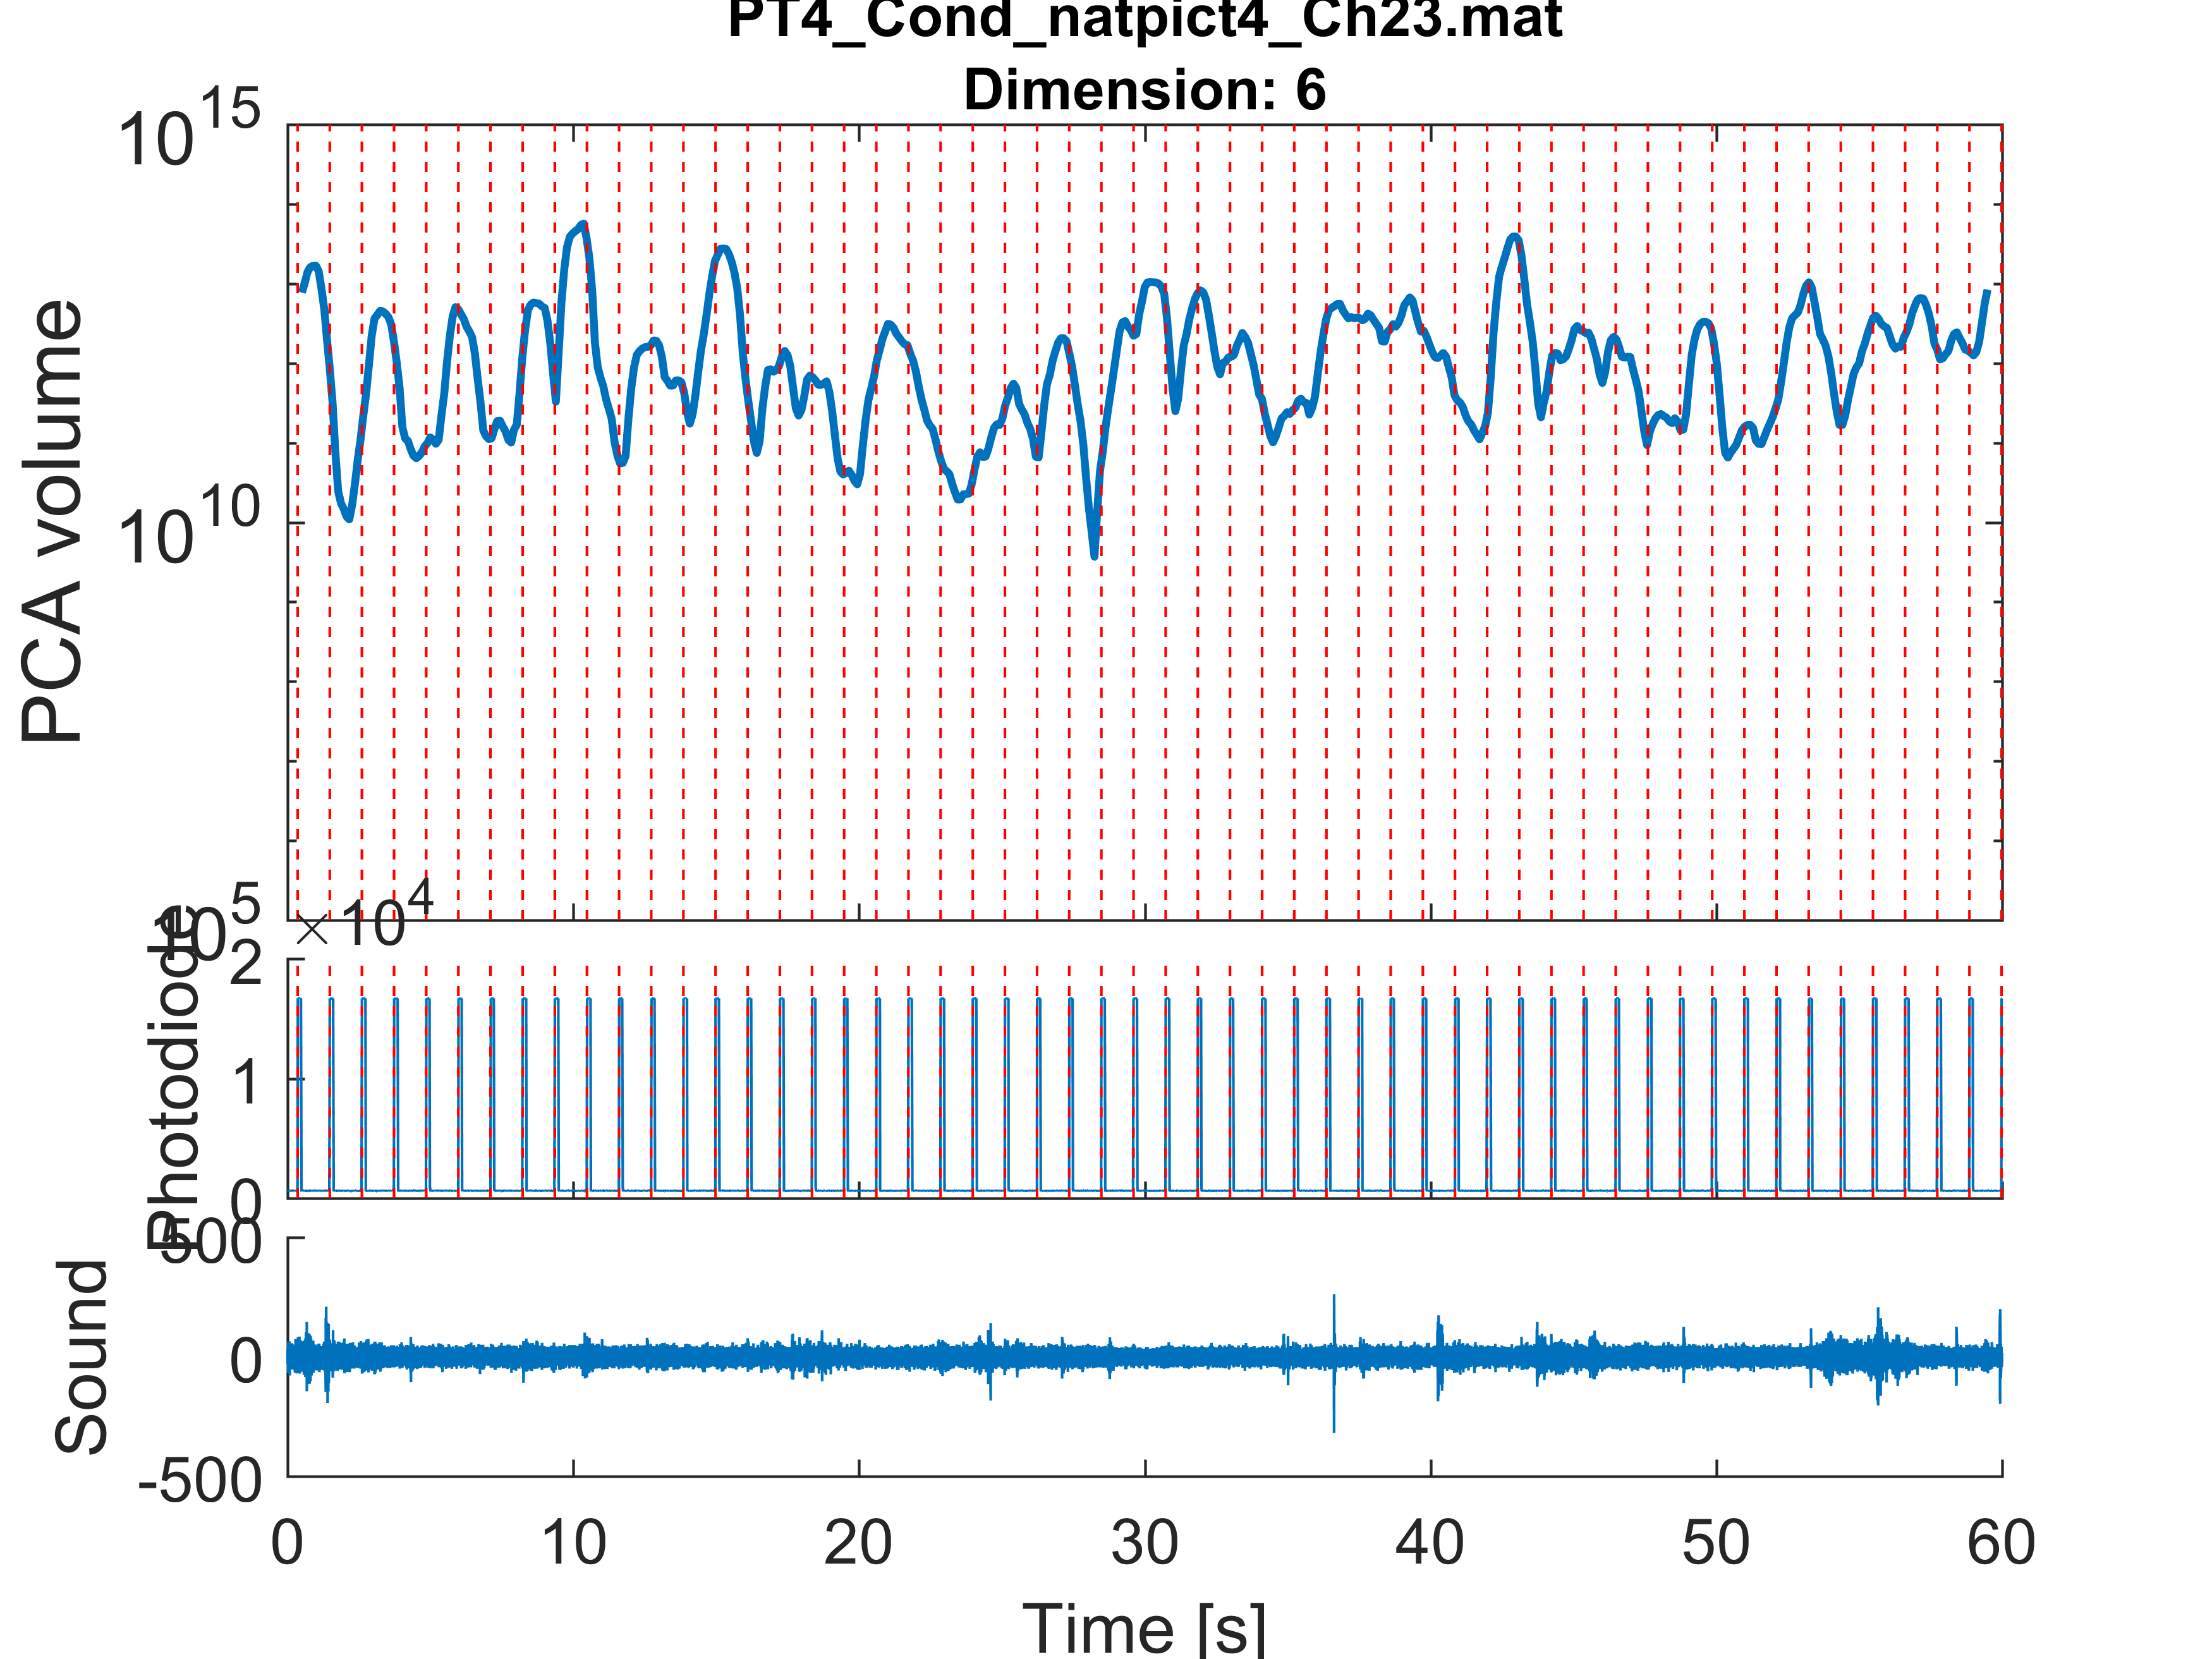 PT4_Cond_natpict4_Ch23.mat
Dimension: 6
10^15
10^10
10^5
PCA volume
×10^4
2
1
0
Photodiode
500
0
-500
Sound
0 10 20 30 40 50 60
Time [s]